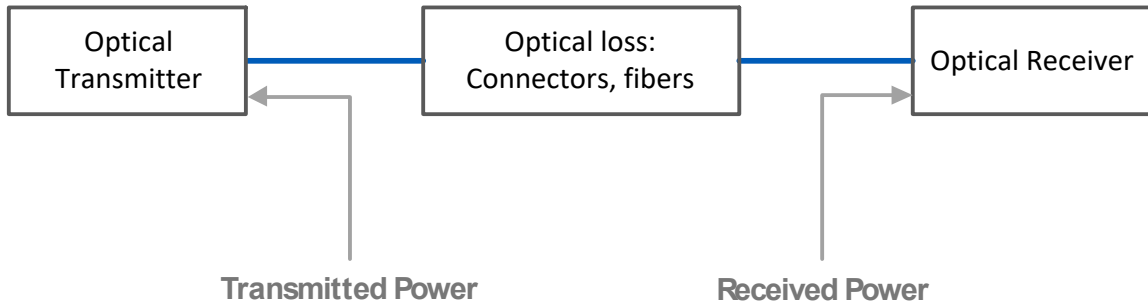 Optical
Transmitter
Optical loss:
Connectors, fibers
Optical Receiver
Transmitted Power
Received Power